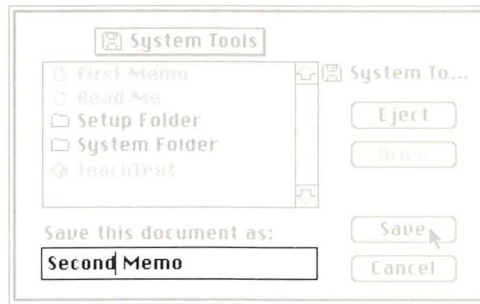 System Tools
First Memo
Read Me
Setup Folder
System Folder
TeachText
System To...
Eject
Drive
Save this document as:
Second Memo
Save
Cancel